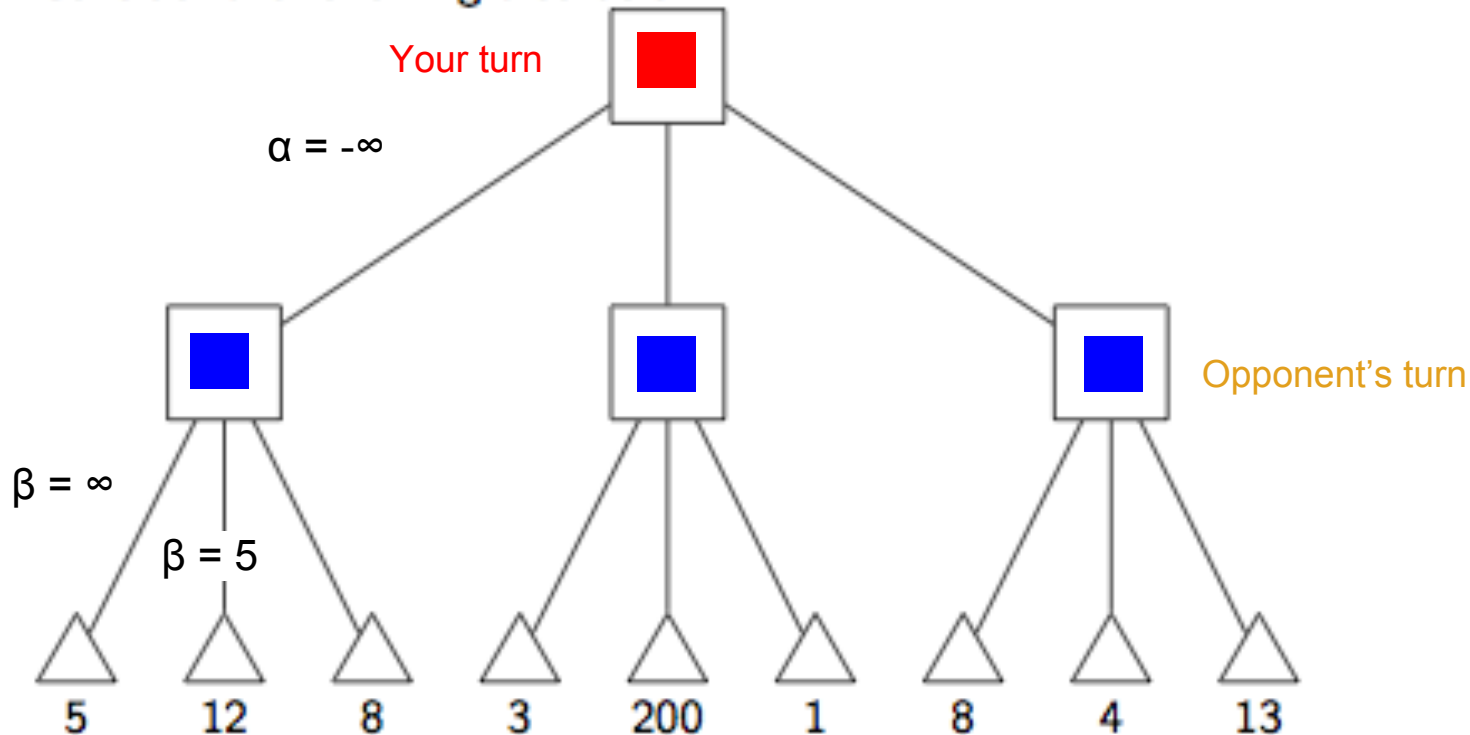 Your turn
α = -∞
Opponent's turn
β = ∞
β = 5
5 12 8 3 200 1 8 4 13